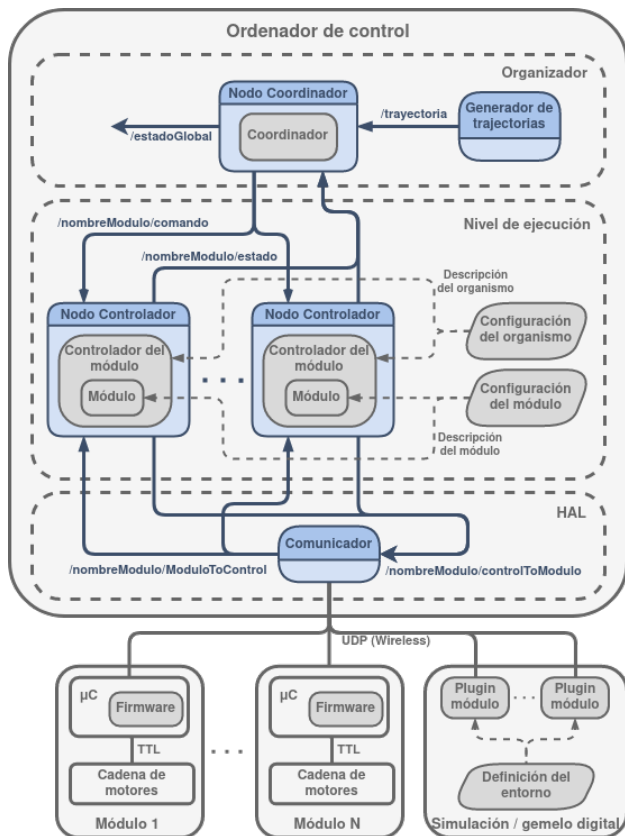 Ordenador de control
Organizador
Nodo Coordinador
Coordinador
/trayectoria
Generador de
trajectorias
/estadoGlobal
Nivel de ejecución
/nombreModulo/comando
/nombreModulo/estado
Descripción
del organismo
Nodo Controlador
Controlador del
módulo
Módulo
. . .
Nodo Controlador
Controlador del
módulo
Módulo
Configuración
del organismo
Configuración
del módulo
Descripción
del módulo
HAL
Comunicador
/nombreModulo/ModuloToControl
/nombreModulo/controlToModulo
UDP (Wireless)
µC
Firmware
TTL
Cadena de
motores
Módulo 1
. . .
µC
Firmware
TTL
Cadena de
motores
Módulo N
Plugin
módulo
. . .
Plugin
módulo
Definición del
entorno
Simulación / gemelo digital